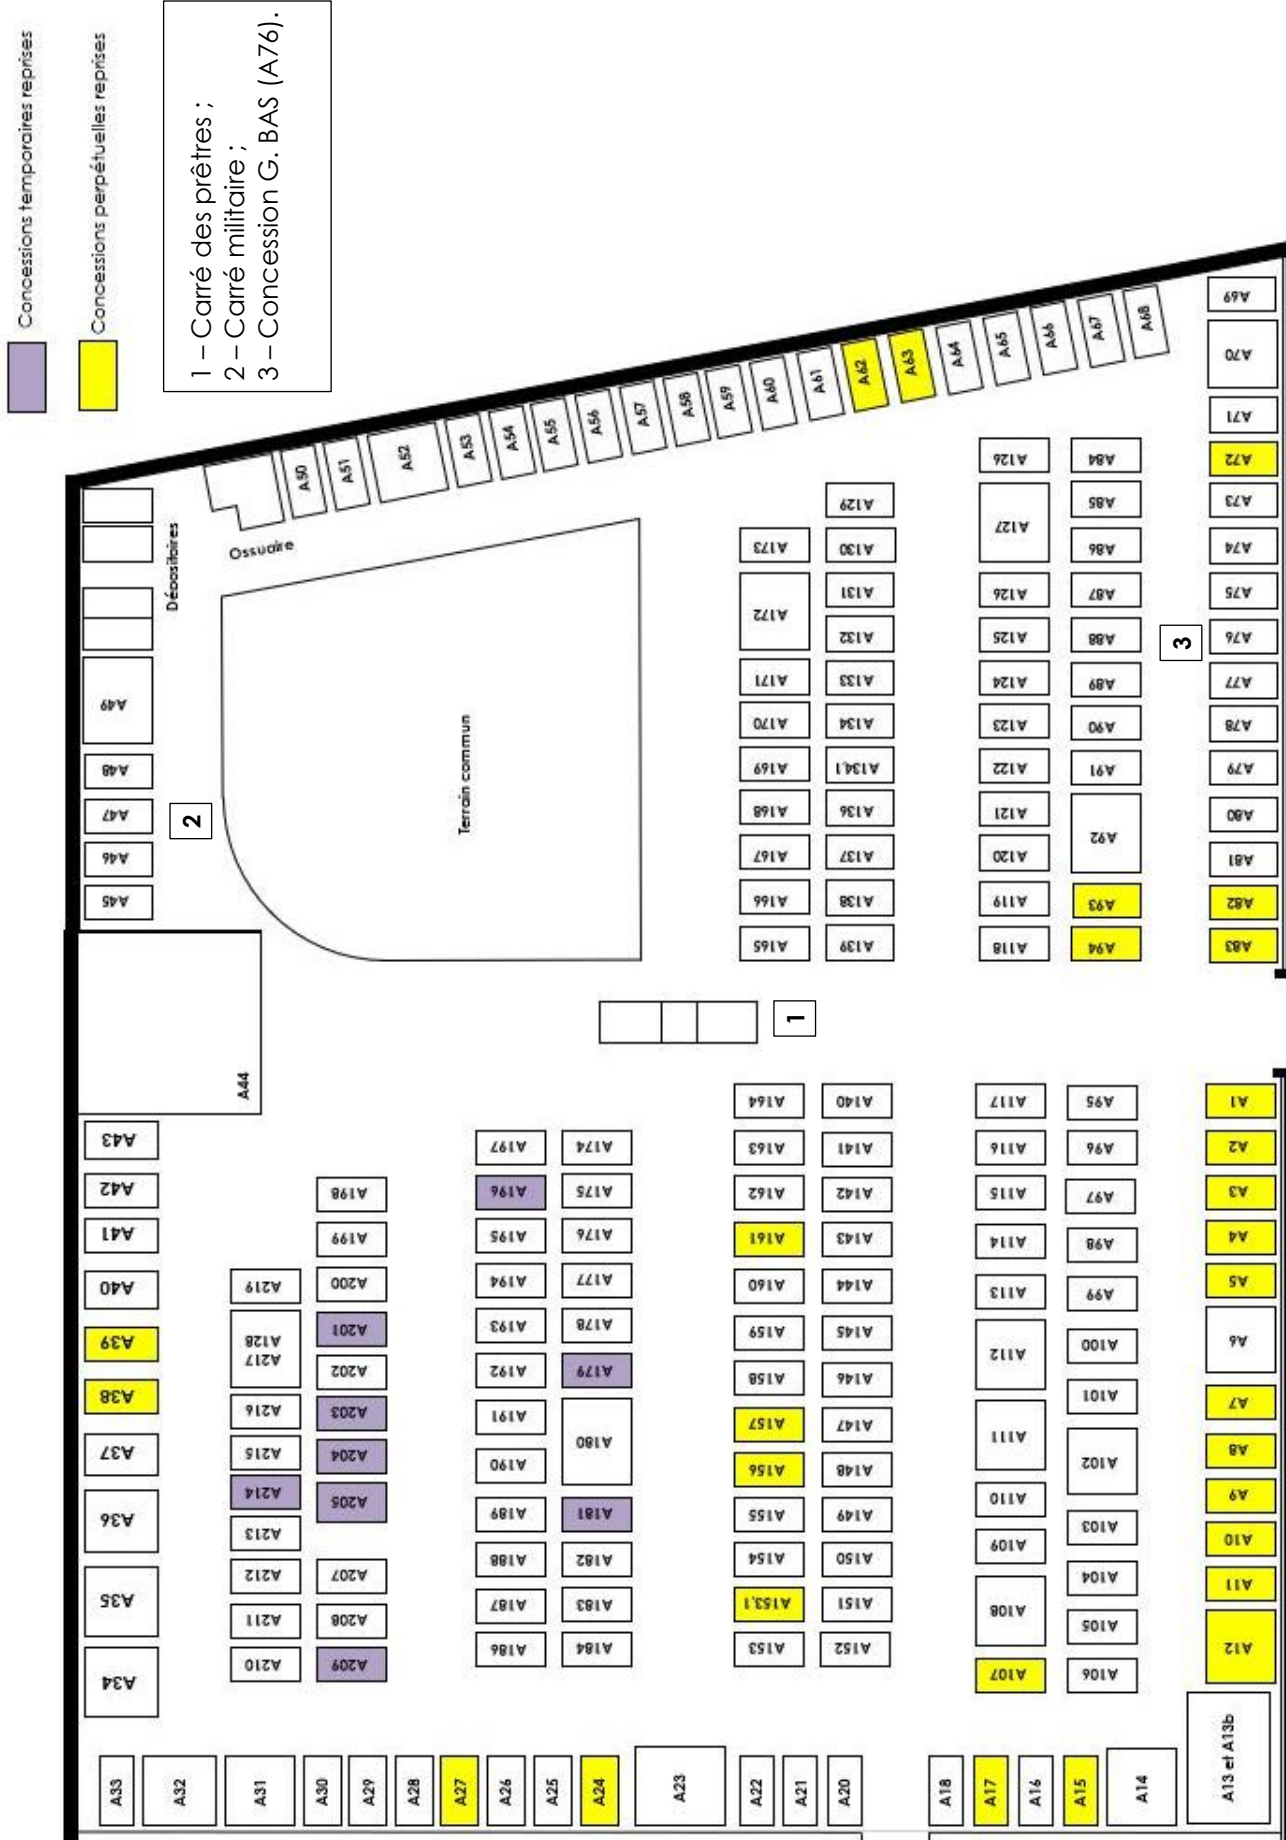 Concessions temporaires reprises
Concessions perpétuelles reprises
1 – Carré des prêtres ;
2 – Carré militaire ;
3 – Concession G. BAS (A76).
A33
A34
A35
A36
A37
A38
A39
A40
A41
A42
A43
A44
A45
A46
A47
A48
A49
Dépositoires
2
Ossuaire
A50
A51
A52
A53
A54
A55
A56
A57
A58
A59
A60
A61
A62
A63
A64
A65
A66
A67
A68
Terrain commun
A32
A31
A30
A29
A28
A27
A26
A25
A24
A23
A22
A21
A20
A18
A17
A16
A15
A14
A13 et A13b
A210
A211
A212
A213
A214
A215
A216
A128
A217
A219
A209
A208
A207
A205
A204
A203
A202
A201
A200
A199
A198
A186
A187
A188
A189
A190
A191
A192
A193
A194
A195
A196
A197
A184
A183
A182
A181
A180
A179
A178
A177
A176
A175
A174
1
A153
A153,1
A154
A155
A156
A157
A158
A159
A160
A161
A162
A163
A164
A165
A166
A167
A168
A169
A170
A171
A172
A173
A152
A151
A150
A149
A148
A147
A146
A145
A144
A143
A142
A141
A140
A139
A138
A137
A136
A134,1
A134
A133
A132
A131
A130
A129
A107
A108
A109
A110
A111
A112
A113
A114
A115
A116
A117
A118
A119
A120
A121
A122
A123
A124
A125
A126
A127
A126
A106
A105
A104
A103
A102
A101
A100
A99
A98
A97
A96
A95
A94
A93
A92
A91
A90
A89
A88
A87
A86
A85
A84
3
A12
A11
A10
A9
A8
A7
A6
A5
A4
A3
A2
A1
A83
A82
A81
A80
A79
A78
A77
A76
A75
A74
A73
A72
A71
A70
A69